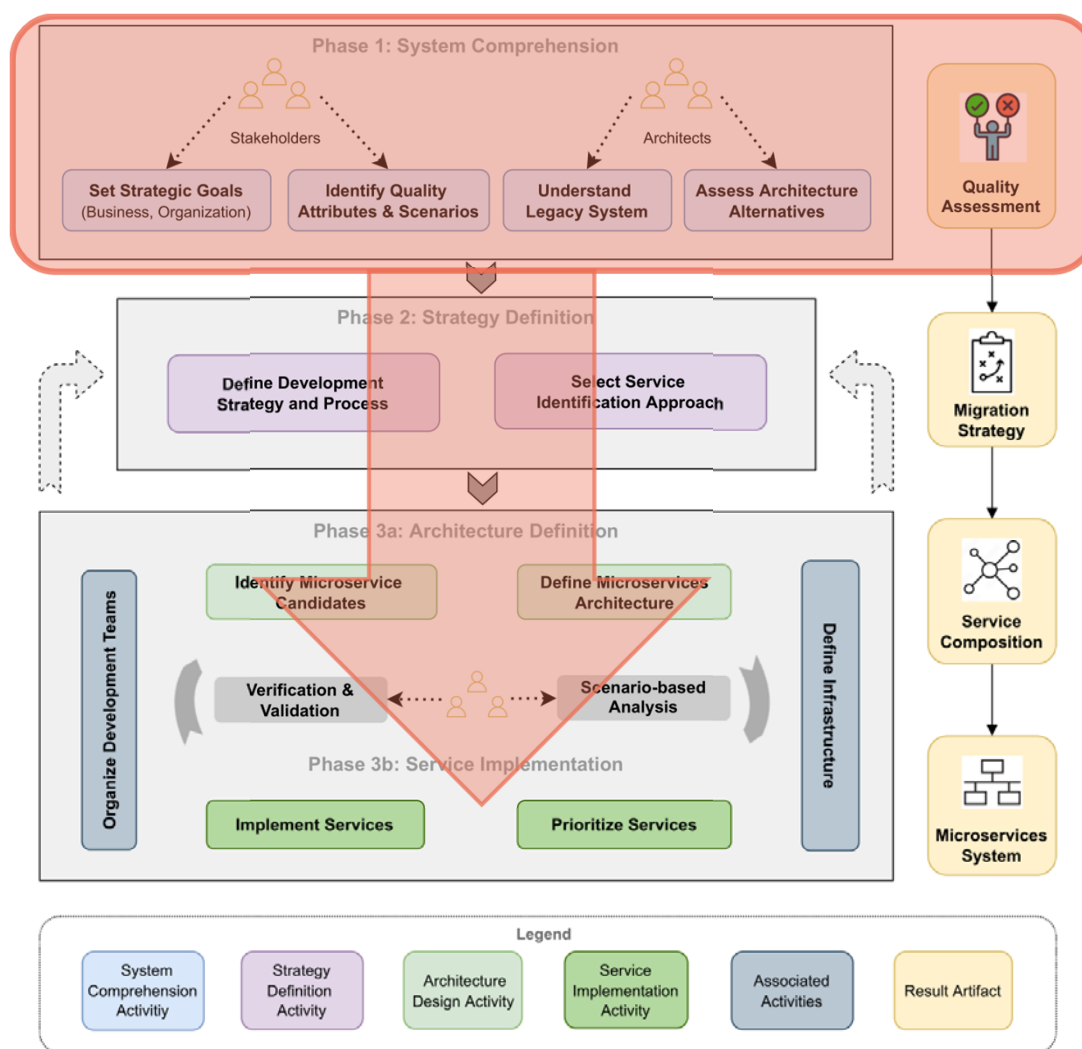 Phase 1: System Comprehension
Stakeholders
Architects
Set Strategic Goals
(Business, Organization)
Identify Quality
Attributes & Scenarios
Understand
Legacy System
Assess Architecture
Alternatives
Quality
Assessment
Phase 2: Strategy Definition
Define Development
Strategy and Process
Select Service
Identification Approach
Migration
Strategy
Phase 3a: Architecture Definition
Organize Development Teams
Identify Microservice
Candidates
Define Microservices
Architecture
Define Infrastructure
Service
Composition
Verification &
Validation
Scenario-based
Analysis
Phase 3b: Service Implementation
Implement Services
Prioritize Services
Microservices
System
Legend
System
Comprehension
Activitiy
Strategy
Definition
Activity
Architecture
Design Activity
Service
Implementation
Activity
Associated
Activities
Result Artifact